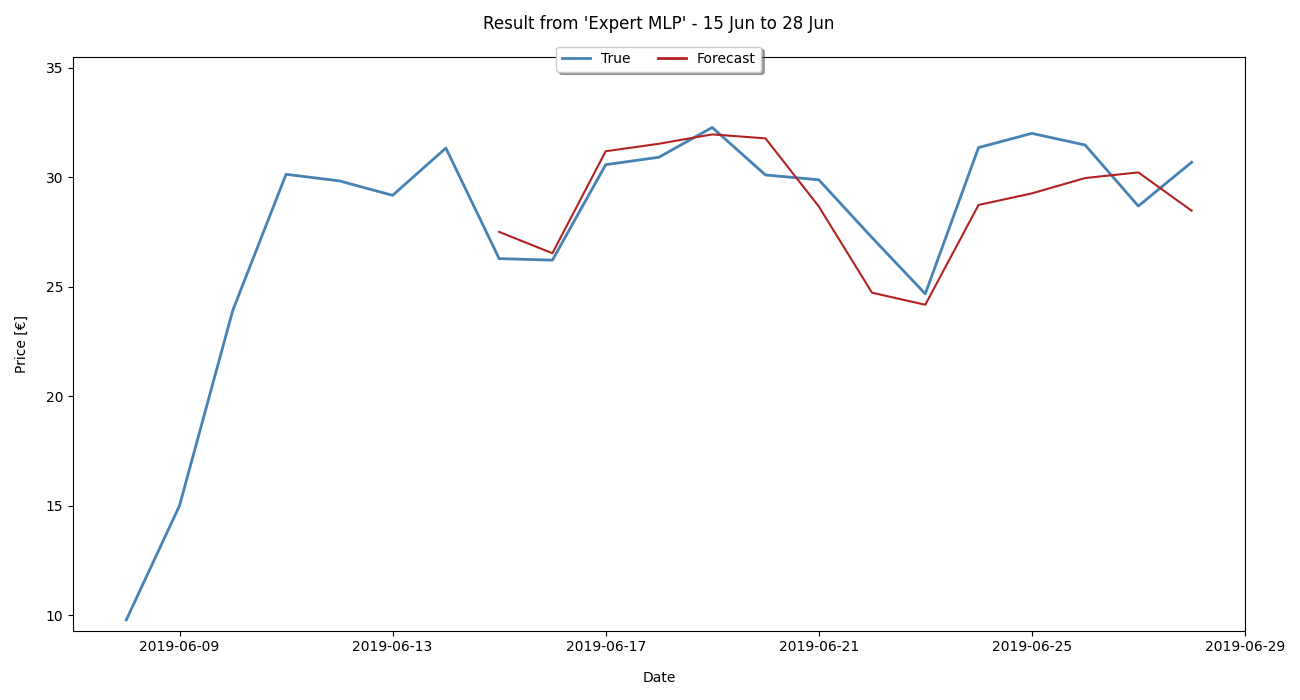 Result from 'Expert MLP' - 15 Jun to 28 Jun
True Forecast
35
30
25
20
15
10
Price [€]
2019-06-09 2019-06-13 2019-06-17 2019-06-21 2019-06-25 2019-06-29
Date